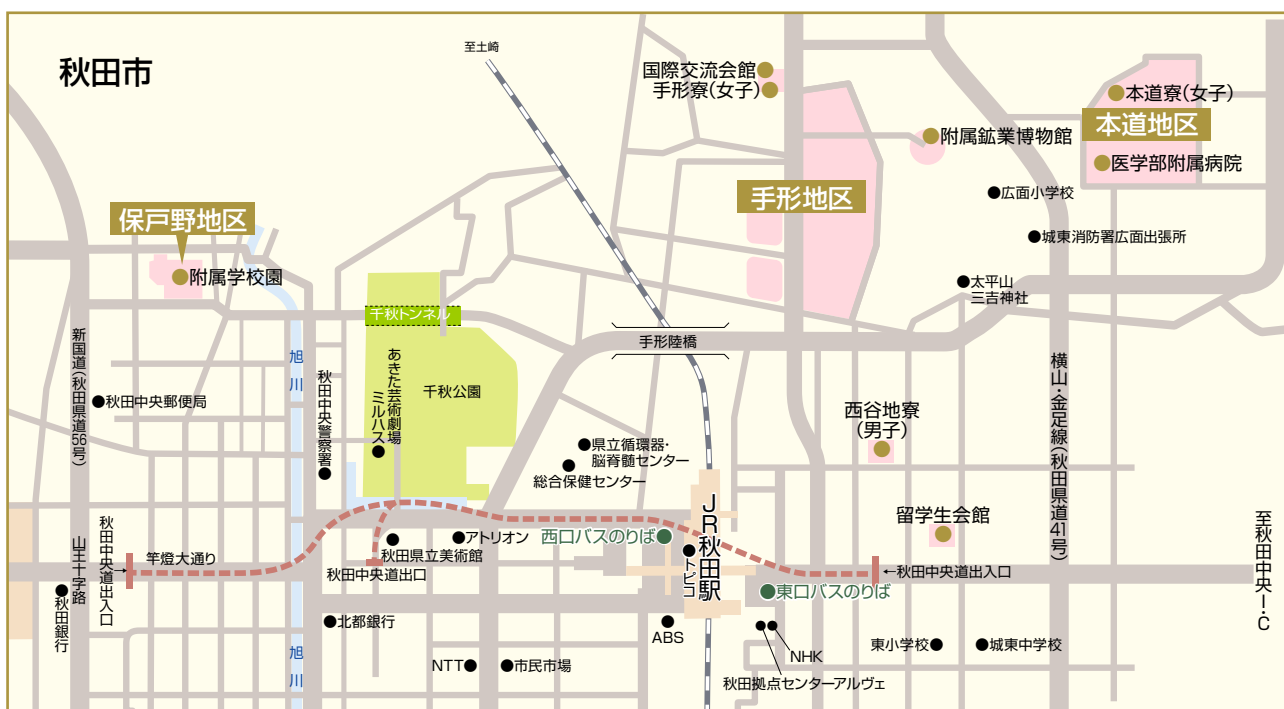 秋田市
至土崎
国際交流会館
手形寮(女子)
本道寮(女子)
本道地区
附属鉱業博物館
医学部附属病院
広面小学校
手形地区
保戸野地区
城東消防署広面出張所
附属学校園
太平山
三吉神社
千秋トンネル
手形陸橋
新国道(秋田県道56号)
旭川
秋田中央警察署
あきた芸術劇場
ミルハス
千秋公園
秋田中央郵便局
横山・金足線(秋田県道41号)
西谷地寮
(男子)
県立循環器・
脳脊髄センター
総合保健センター
JR秋田駅
留学生会館
至秋田中央I・C
秋田中央道出入口
山王十字路
竿燈大通り
アトリオン
西口バスのりば
秋田県立美術館
トピコ
秋田中央道出口
←秋田中央道出入口
東口バスのりば
秋田銀行
北都銀行
ABS
NHK
東小学校
城東中学校
旭川
NTT
市民市場
秋田拠点センターアルヴェ